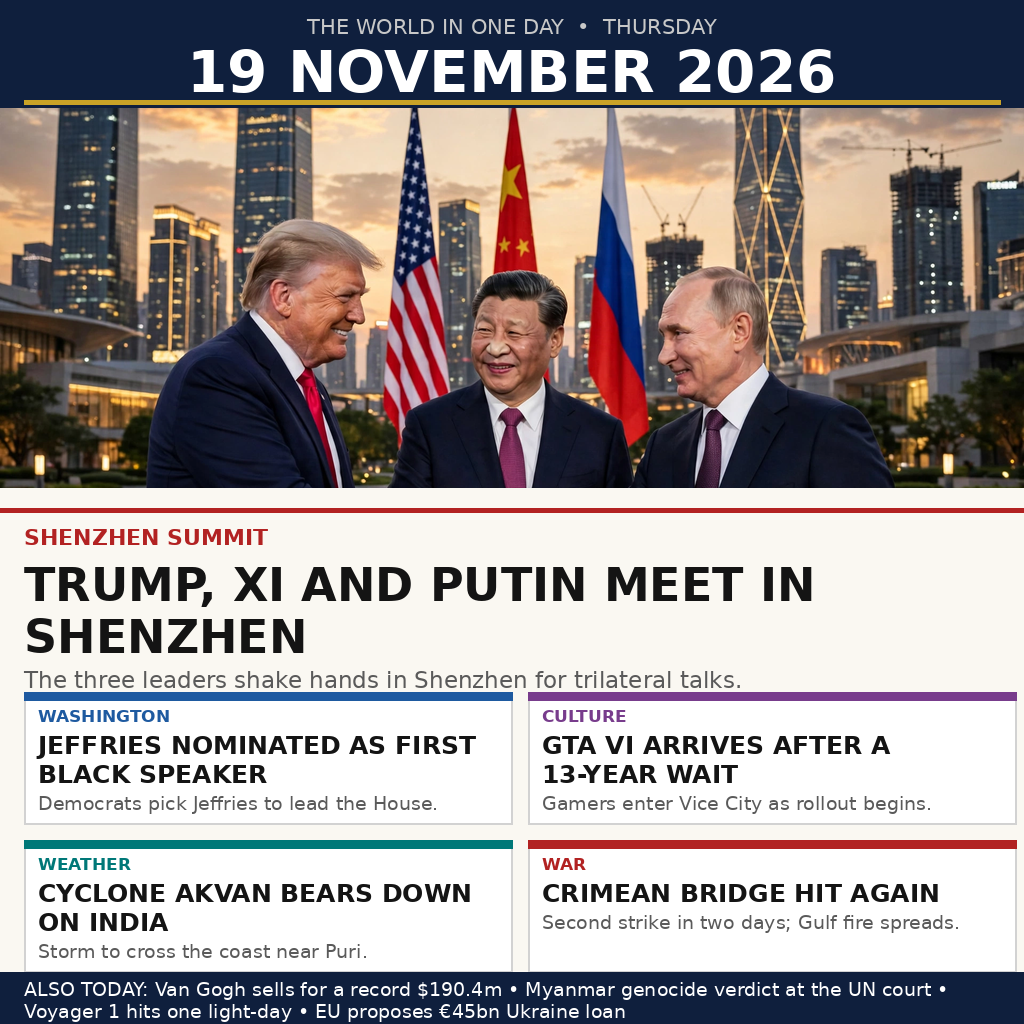 THE WORLD IN ONE DAY • THURSDAY
19 NOVEMBER 2026
SHENZHEN SUMMIT
TRUMP, XI AND PUTIN MEET IN
SHENZHEN
The three leaders shake hands in Shenzhen for trilateral talks.
WASHINGTON
JEFFRIES NOMINATED AS FIRST
BLACK SPEAKER
Democrats pick Jeffries to lead the House.
CULTURE
GTA VI ARRIVES AFTER A
13-YEAR WAIT
Gamers enter Vice City as rollout begins.
WEATHER
CYCLONE AKVAN BEARS DOWN
ON INDIA
Storm to cross the coast near Puri.
WAR
CRIMEAN BRIDGE HIT AGAIN
Second strike in two days; Gulf fire spreads.
ALSO TODAY: Van Gogh sells for a record $190.4m • Myanmar genocide verdict at the UN court •
Voyager 1 hits one light-day • EU proposes €45bn Ukraine loan